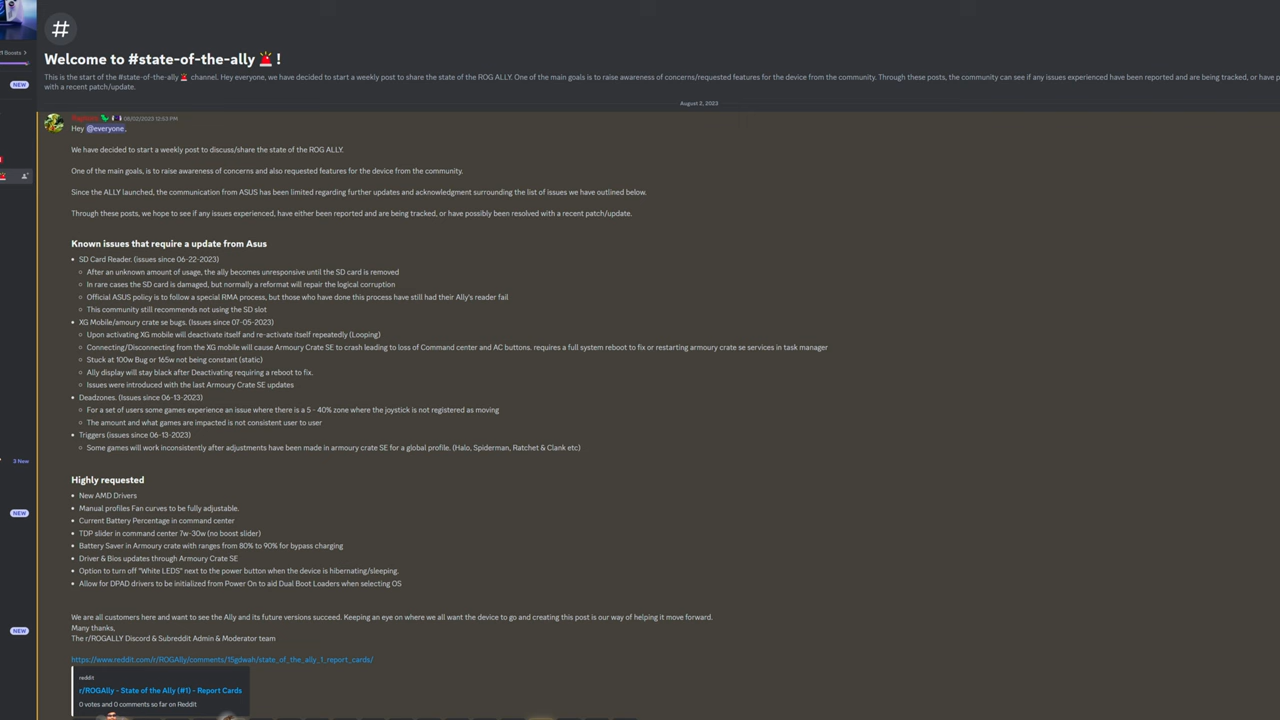 1 Boosts >
NEW
#
Welcome to #state-of-the-ally 🚨 !
This is the start of the #state-of-the-ally 🚨 channel. Hey everyone, we have decided to start a weekly post to share the state of the ROG ALLY. One of the main goals is to raise awareness of concerns/requested features for the device from the community. Through these posts, the community can see if any issues experienced have been reported and are being tracked, or have
with a recent patch/update.
August 2, 2023
08/02/2023 12:53 PM
Hey @everyone,
We have decided to start a weekly post to discuss/share the state of the ROG ALLY.
One of the main goals, is to raise awareness of concerns and also requested features for the device from the community.
Since the ALLY launched, the communication from ASUS has been limited regarding further updates and acknowledgment surrounding the list of issues we have outlined below.
Through these posts, we hope to see if any issues experienced, have either been reported and are being tracked, or have possibly been resolved with a recent patch/update.
Known issues that require a update from Asus
• SD Card Reader. (issues since 06-22-2023)
◦ After an unknown amount of usage, the ally becomes unresponsive until the SD card is removed
◦ In rare cases the SD card is damaged, but normally a reformat will repair the logical corruption
◦ Official ASUS policy is to follow a special RMA process, but those who have done this process have still had their Ally's reader fail
◦ This community still recommends not using the SD slot
• XG Mobile/amoury crate se bugs. (Issues since 07-05-2023)
◦ Upon activating XG mobile will deactivate itself and re-activate itself repeatedly (Looping)
◦ Connecting/Disconnecting from the XG mobile will cause Armoury Crate SE to crash leading to loss of Command center and AC buttons. requires a full system reboot to fix or restarting armoury crate se services in task manager
◦ Stuck at 100w Bug or 165w not being constant (static)
◦ Ally display will stay black after Deactivating requiring a reboot to fix.
◦ Issues were introduced with the last Armoury Crate SE updates
• Deadzones. (Issues since 06-13-2023)
◦ For a set of users some games experience an issue where there is a 5 - 40% zone where the joystick is not registered as moving
◦ The amount and what games are impacted is not consistent user to user
• Triggers (issues since 06-13-2023)
◦ Some games will work inconsistently after adjustments have been made in armoury crate SE for a global profile. (Halo, Spiderman, Ratchet & Clank etc)
3 New
Highly requested
• New AMD Drivers
• Manual profiles Fan curves to be fully adjustable.
NEW
• Current Battery Percentage in command center
• TDP slider in command center 7w-30w (no boost slider)
• Battery Saver in Armoury crate with ranges from 80% to 90% for bypass charging
• Driver & Bios updates through Armoury Crate SE
• Option to turn off "White LEDS" next to the power button when the device is hibernating/sleeping.
• Allow for DPAD drivers to be initialized from Power On to aid Dual Boot Loaders when selecting OS
We are all customers here and want to see the Ally and its future versions succeed. Keeping an eye on where we all want the device to go and creating this post is our way of helping it move forward.
Many thanks,
NEW
The r/ROGALLY Discord & Subreddit Admin & Moderator team
https://www.reddit.com/r/ROGAlly/comments/15gdwah/state_of_the_ally_1_report_cards/
reddit
r/ROGAlly - State of the Ally (#1) - Report Cards
0 votes and 0 comments so far on Reddit